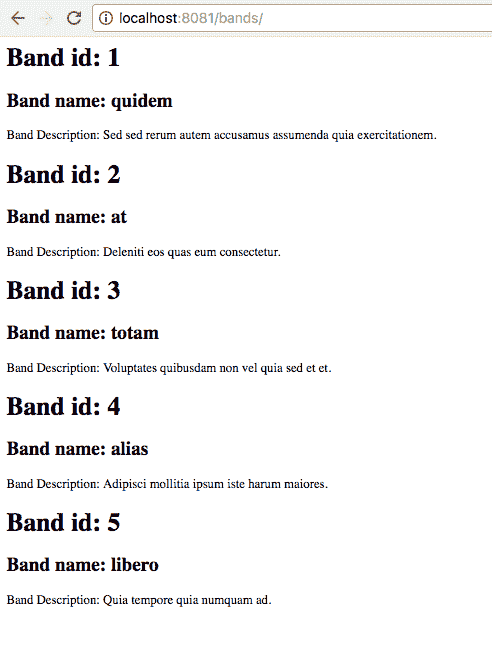 localhost:8081/bands/
Band id: 1
Band name: quidem
Band Description: Sed sed rerum autem accusamus assumenda quia exercitationem.
Band id: 2
Band name: at
Band Description: Deleniti eos quas eum consectetur.
Band id: 3
Band name: totam
Band Description: Voluptates quibusdam non vel quia sed et et.
Band id: 4
Band name: alias
Band Description: Adipisci mollitia ipsum iste harum maiores.
Band id: 5
Band name: libero
Band Description: Quia tempore quia numquam ad.